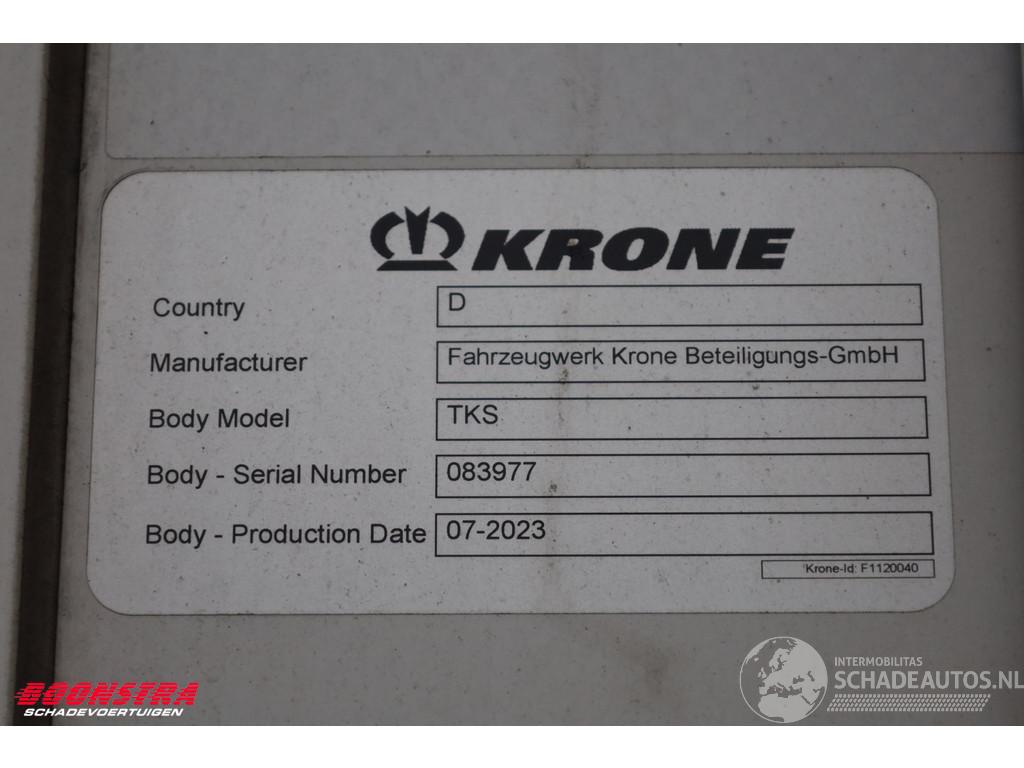 KRONE
Country D
Manufacturer Fahrzeugwerk Krone Beteiligungs-GmbH
Body Model TKS
Body - Serial Number 083977
Body - Production Date 07-2023
Krone-Id: F1120040
BOONSTRA
SCHADEVOERTUIGEN
INTERMOBILITAS
SCHADEAUTOS.NL